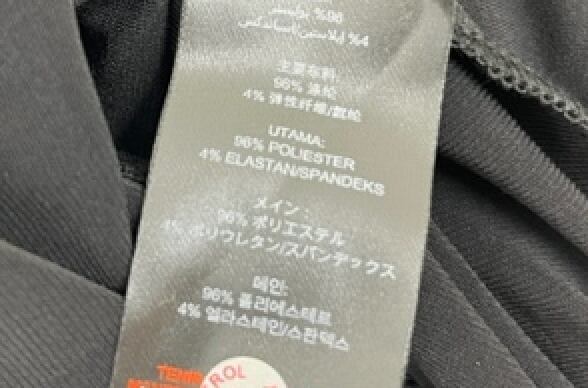 96% بوليستر
4% إيلاستين/سباندكس
主要布料:
96% 涤纶
4% 弹性纤维/氨纶
UTAMA:
96% POLIESTER
4% ELASTAN/SPANDEKS
メイン:
96% ポリエステル
4% ポリウレタン/スパンデックス
메인:
96% 폴리에스테르
4% 엘라스테인/스판덱스